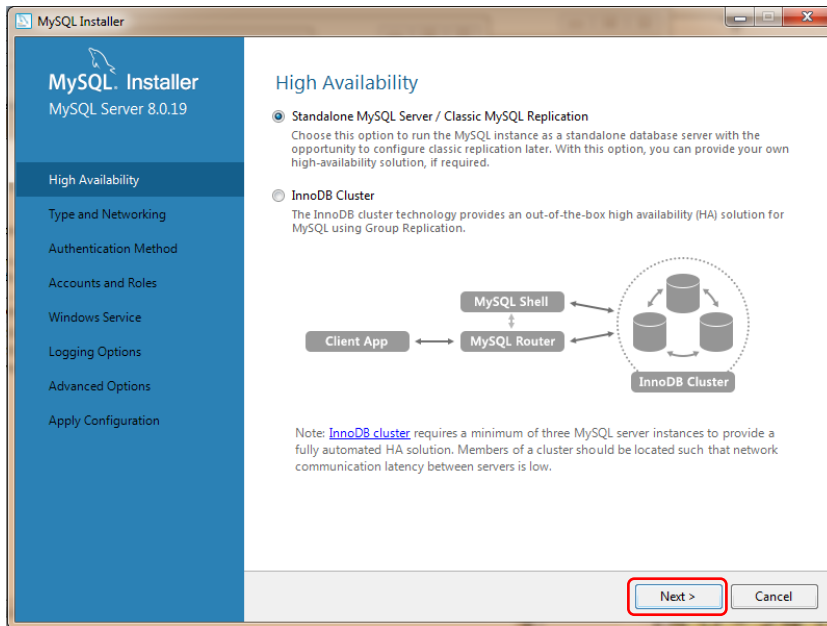 MySQL Installer
MySQL. Installer
MySQL Server 8.0.19
High Availability
Type and Networking
Authentication Method
Accounts and Roles
Windows Service
Logging Options
Advanced Options
Apply Configuration
High Availability
Standalone MySQL Server / Classic MySQL Replication
Choose this option to run the MySQL instance as a standalone database server with the
opportunity to configure classic replication later. With this option, you can provide your own
high-availability solution, if required.
InnoDB Cluster
The InnoDB cluster technology provides an out-of-the-box high availability (HA) solution for
MySQL using Group Replication.
MySQL Shell
Client App
MySQL Router
InnoDB Cluster
Note: InnoDB cluster requires a minimum of three MySQL server instances to provide a
fully automated HA solution. Members of a cluster should be located such that network
communication latency between servers is low.
Next >
Cancel